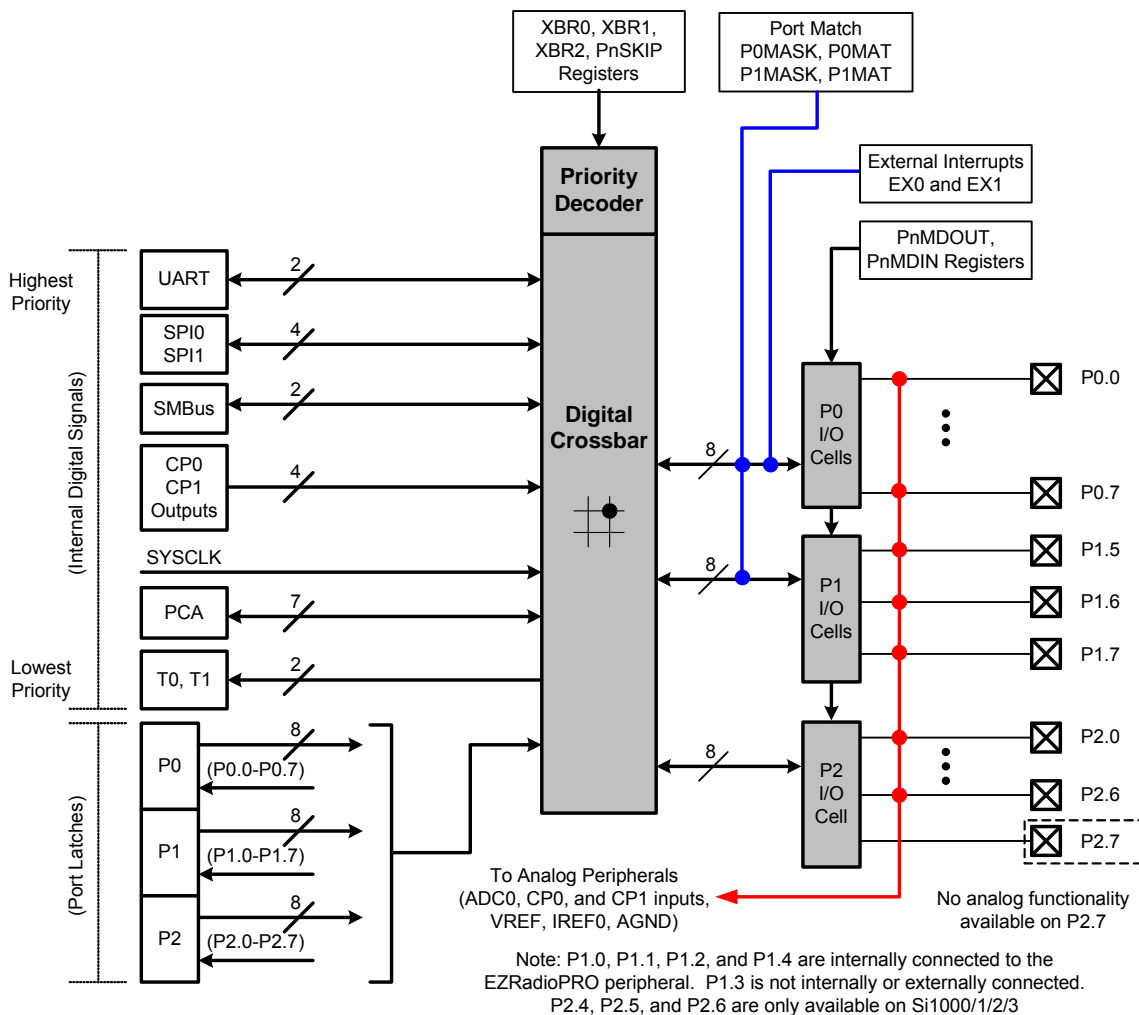 XBR0, XBR1,
XBR2, PnSKIP
Registers
Port Match
P0MASK, P0MAT
P1MASK, P1MAT
External Interrupts
EX0 and EX1
Priority
Decoder
PnMDOUT,
PnMDIN Registers
Highest
Priority
(Internal Digital Signals)
Lowest
Priority
UART
2
SPI0
SPI1
4
SMBus
2
CP0
CP1
Outputs
4
SYSCLK
PCA
7
T0, T1
2
Digital
Crossbar
8
8
8
P0
I/O
Cells
P1
I/O
Cells
P2
I/O
Cell
P0.0
P0.7
P1.5
P1.6
P1.7
P2.0
P2.6
P2.7
(Port Latches)
P0
8
(P0.0-P0.7)
P1
8
(P1.0-P1.7)
P2
8
(P2.0-P2.7)
To Analog Peripherals
(ADC0, CP0, and CP1 inputs,
VREF, IREF0, AGND)
No analog functionality
available on P2.7
Note: P1.0, P1.1, P1.2, and P1.4 are internally connected to the
EZRadioPRO peripheral. P1.3 is not internally or externally connected.
P2.4, P2.5, and P2.6 are only available on Si1000/1/2/3